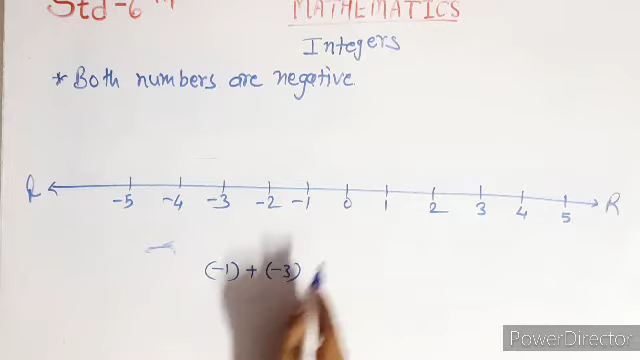 Std-6th MATHEMATICS
Integers
* Both numbers are negative
R -5 -4 -3 -2 -1 0 1 2 3 4 5 R
(-1) + (-3)
PowerDirector